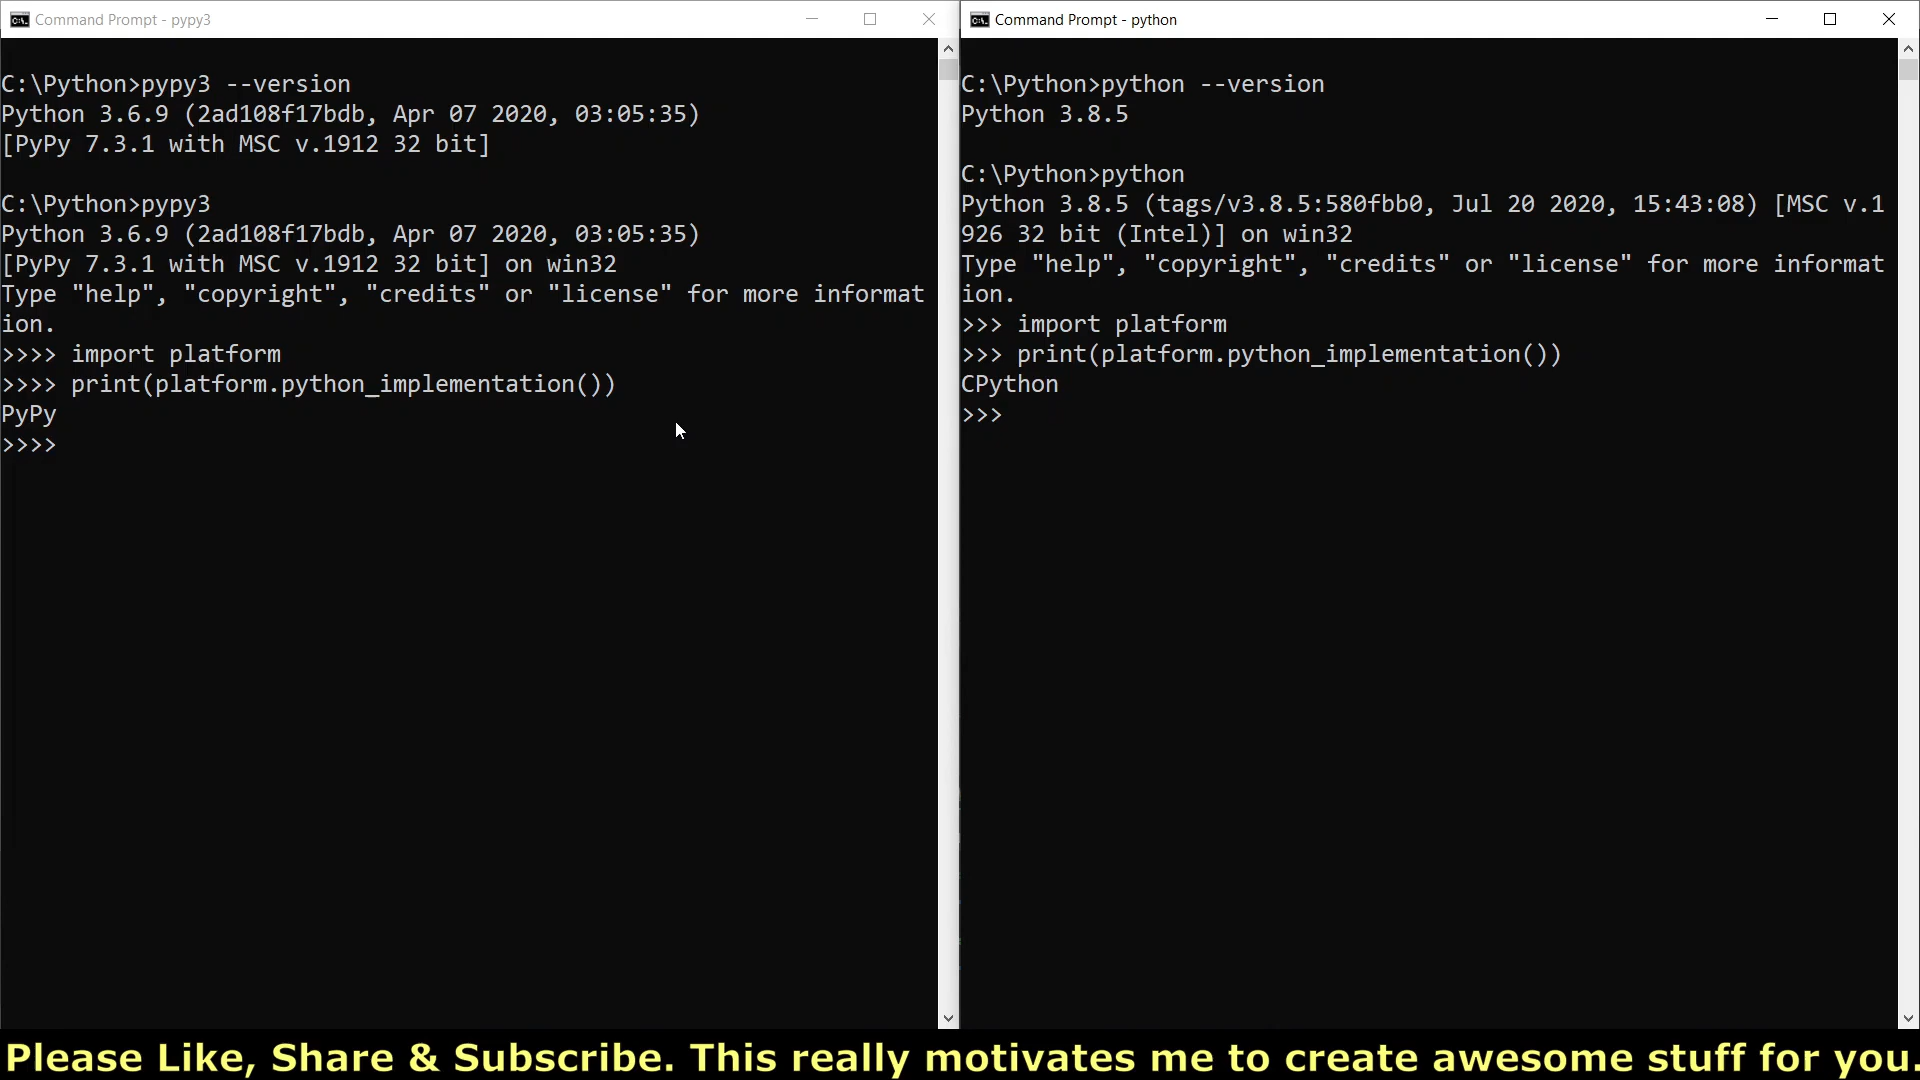 Command Prompt - pypy3
C:\Python>pypy3 --version
Python 3.6.9 (2ad108f17bdb, Apr 07 2020, 03:05:35)
[PyPy 7.3.1 with MSC v.1912 32 bit]
C:\Python>pypy3
Python 3.6.9 (2ad108f17bdb, Apr 07 2020, 03:05:35)
[PyPy 7.3.1 with MSC v.1912 32 bit] on win32
Type "help", "copyright", "credits" or "license" for more informat
ion.
>>>> import platform
>>>> print(platform.python_implementation())
PyPy
>>>>
Command Prompt - python
C:\Python>python --version
Python 3.8.5
C:\Python>python
Python 3.8.5 (tags/v3.8.5:580fbb0, Jul 20 2020, 15:43:08) [MSC v.1
926 32 bit (Intel)] on win32
Type "help", "copyright", "credits" or "license" for more informat
ion.
>>> import platform
>>> print(platform.python_implementation())
CPython
>>>
Please Like, Share & Subscribe. This really motivates me to create awesome stuff for you.